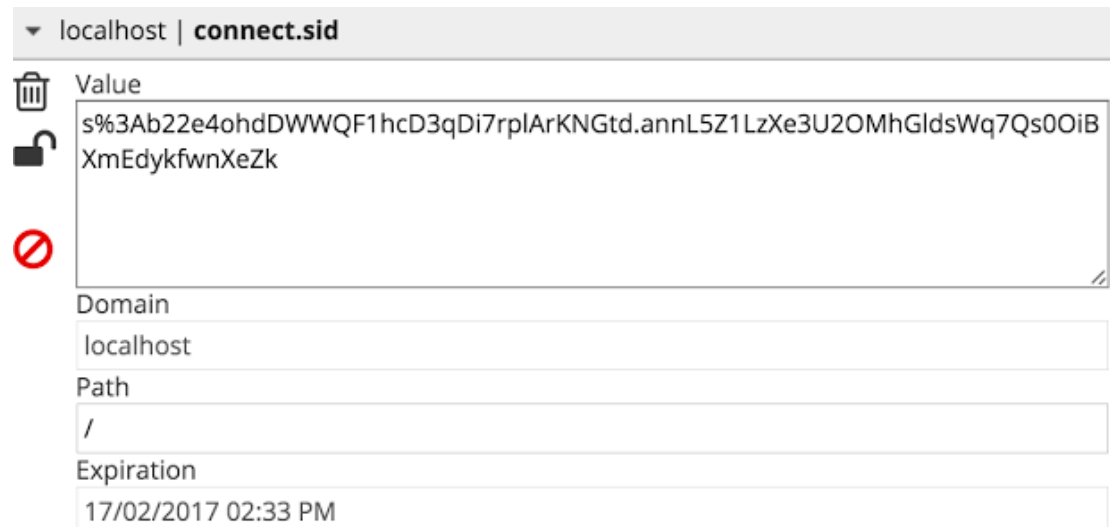 localhost | connect.sid
Value
s%3Ab22e4ohdDWWQF1hcD3qDi7rplArKNGtd.annL5Z1LzXe3U2OMhGldsWq7Qs0OiB
XmEdykfwnXeZk
Domain
localhost
Path
/
Expiration
17/02/2017 02:33 PM